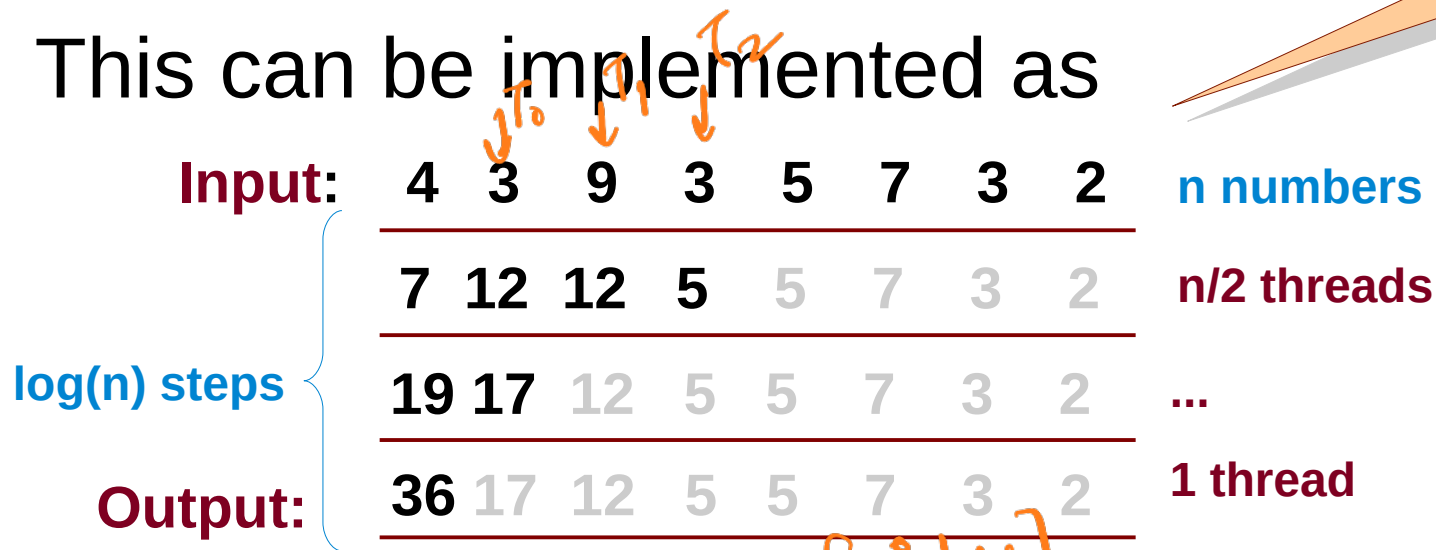 This can be implemented as
T0 T1 T2
Input: 4 3 9 3 5 7 3 2 n numbers
7 12 12 5 5 7 3 2 n/2 threads
log(n) steps 19 17 12 5 5 7 3 2 ...
Output: 36 17 12 5 5 7 3 2 1 thread